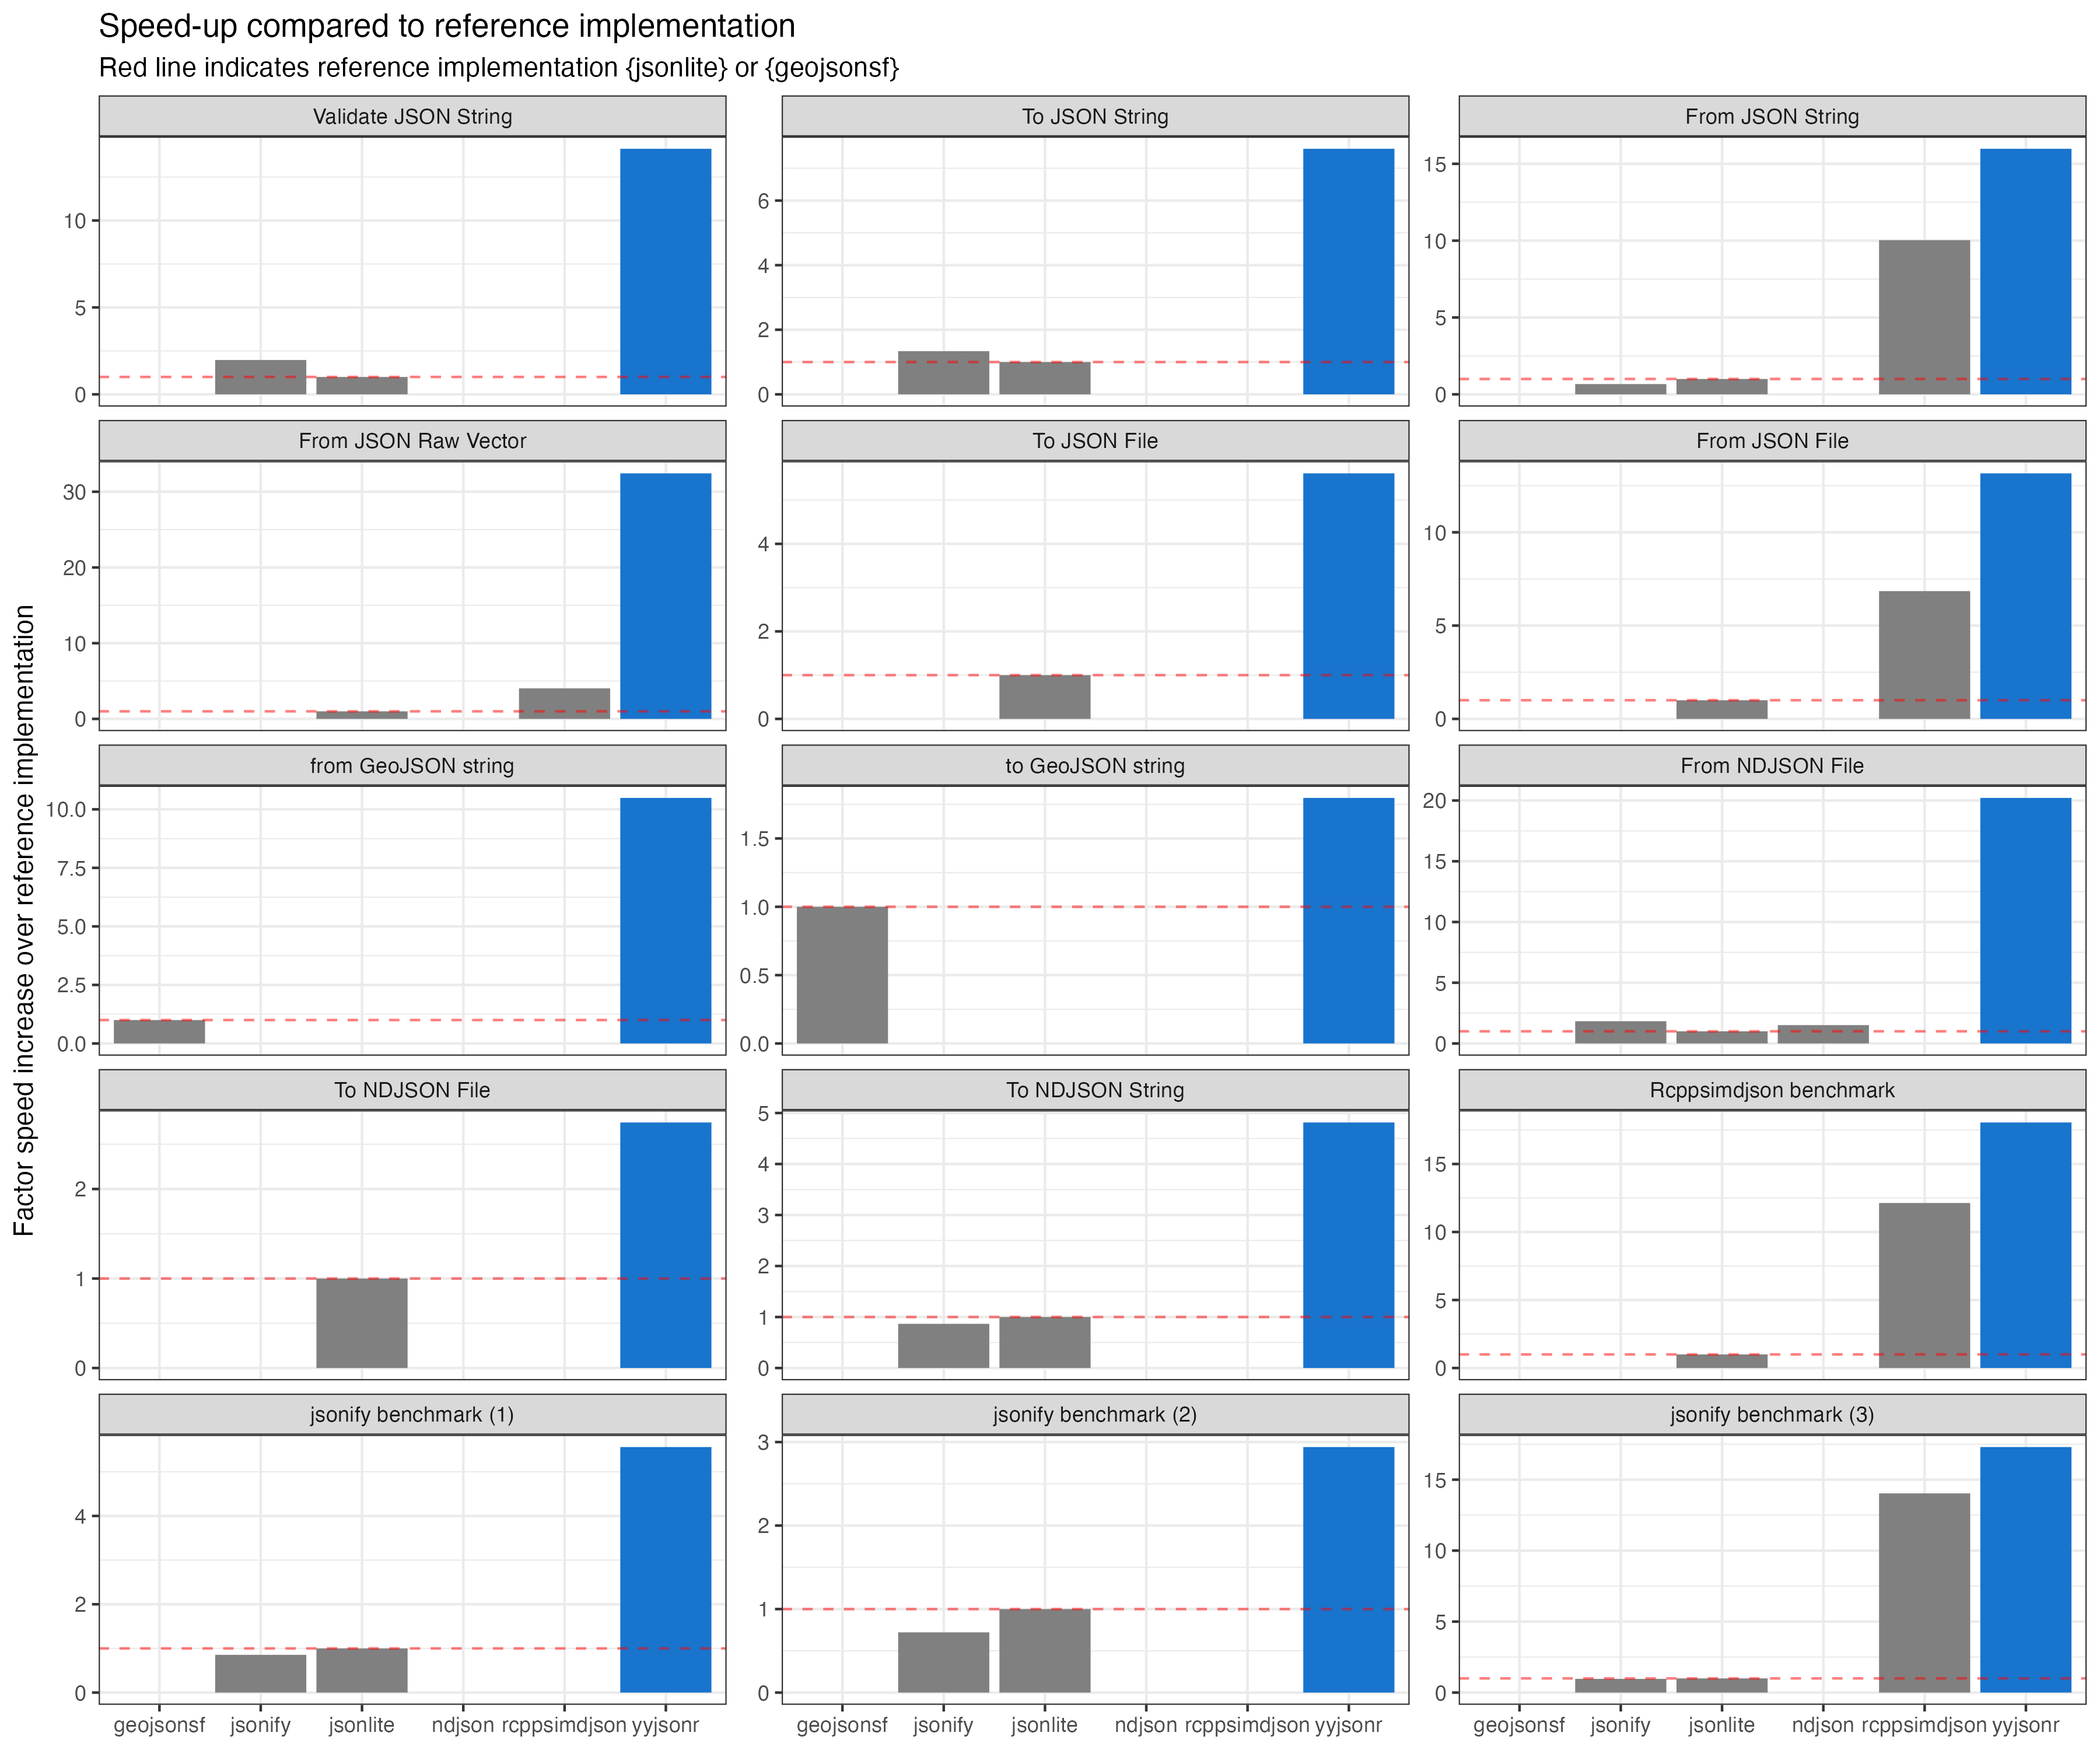 Speed-up compared to reference implementation
Red line indicates reference implementation {jsonlite} or {geojsonsf}
Factor speed increase over reference implementation
Validate JSON String
10
5
0
To JSON String
6
4
2
0
From JSON String
15
10
5
0
From JSON Raw Vector
30
20
10
0
To JSON File
4
2
0
From JSON File
10
5
0
from GeoJSON string
10.0
7.5
5.0
2.5
0.0
to GeoJSON string
1.5
1.0
0.5
0.0
From NDJSON File
20
15
10
5
0
To NDJSON File
2
1
0
To NDJSON String
5
4
3
2
1
0
Rcppsimdjson benchmark
15
10
5
0
jsonify benchmark (1)
4
2
0
jsonify benchmark (2)
3
2
1
0
jsonify benchmark (3)
15
10
5
0
geojsonsf jsonify jsonlite ndjson rcppsimdjson yyjsonr
geojsonsf jsonify jsonlite ndjson rcppsimdjson yyjsonr
geojsonsf jsonify jsonlite ndjson rcppsimdjson yyjsonr